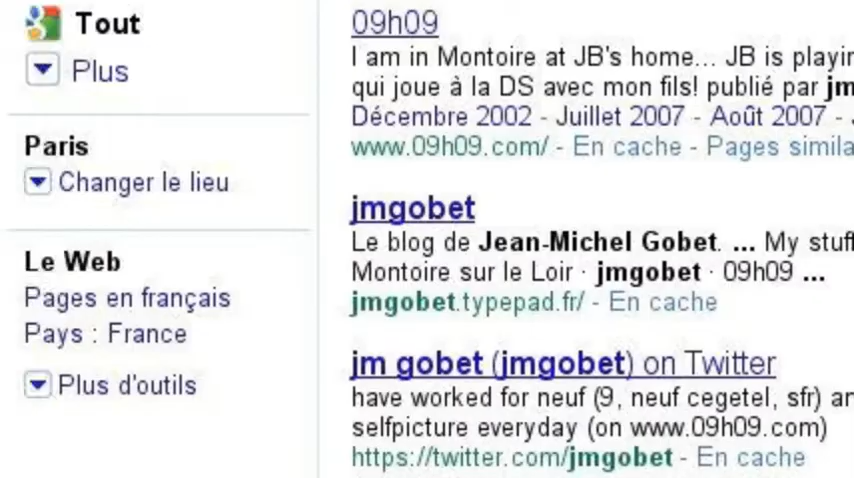 Tout
Plus
Paris
Changer le lieu
Le Web
Pages en français
Pays : France
Plus d'outils
09h09
I am in Montoire at JB's home... JB is
qui joue à la DS avec mon fils! publié par jm
Décembre 2002 - Juillet 2007 - Août 2007 -
www.09h09.com/ - En cache - Pages
jmgobet
Le blog de Jean-Michel Gobet. ... My stuff
Montoire sur le Loir · jmgobet · 09h09 ...
jmgobet.typepad.fr/ - En cache
jm gobet (jmgobet) on Twitter
have worked for neuf (9, neuf cegetel, sfr)
selfpicture everyday (on www.09h09.com)
https://twitter.com/jmgobet - En cache